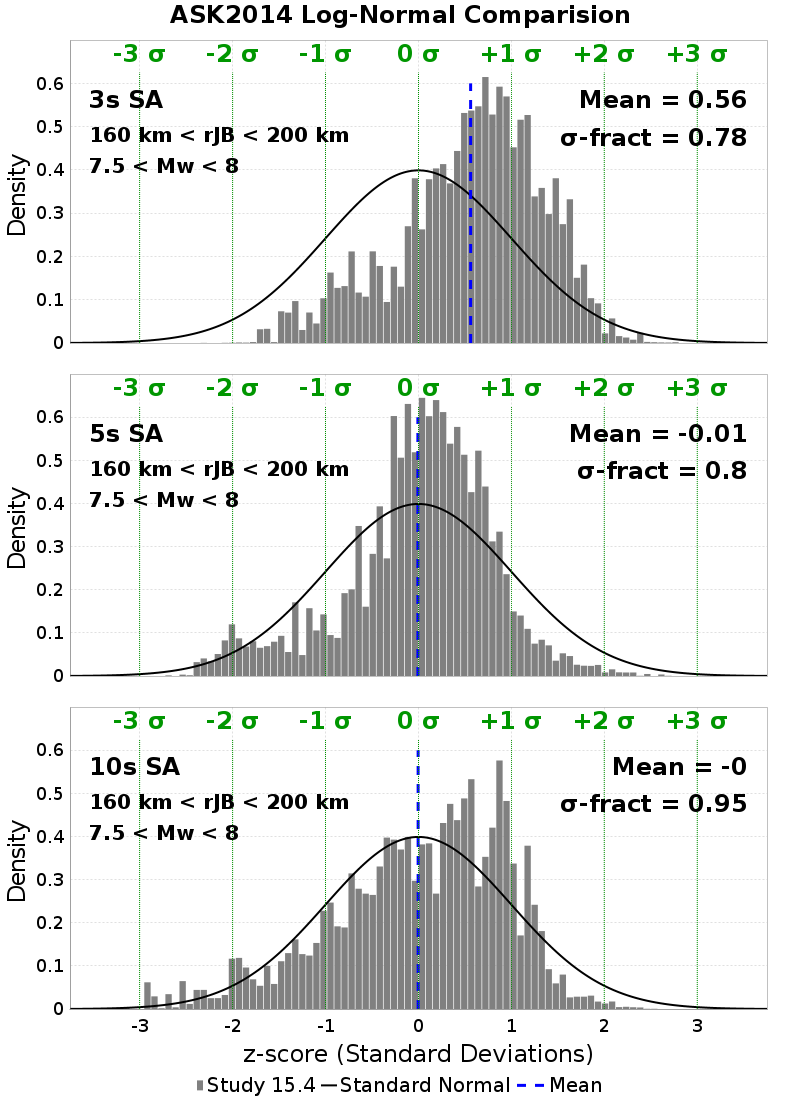 ASK2014 Log-Normal Comparision
-3 σ -2 σ -1 σ 0 σ +1 σ +2 σ +3 σ
3s SA
Mean = 0.56
160 km < rJB < 200 km
σ-fract = 0.78
7.5 < Mw < 8
0.6
0.5
0.4
0.3
0.2
0.1
0
Density
-3 σ -2 σ -1 σ 0 σ +1 σ +2 σ +3 σ
5s SA
Mean = -0.01
160 km < rJB < 200 km
σ-fract = 0.8
7.5 < Mw < 8
0.6
0.5
0.4
0.3
0.2
0.1
0
Density
-3 σ -2 σ -1 σ 0 σ +1 σ +2 σ +3 σ
10s SA
Mean = -0
160 km < rJB < 200 km
σ-fract = 0.95
7.5 < Mw < 8
0.6
0.5
0.4
0.3
0.2
0.1
0
Density
-3 -2 -1 0 1 2 3
z-score (Standard Deviations)
Study 15.4 Standard Normal Mean